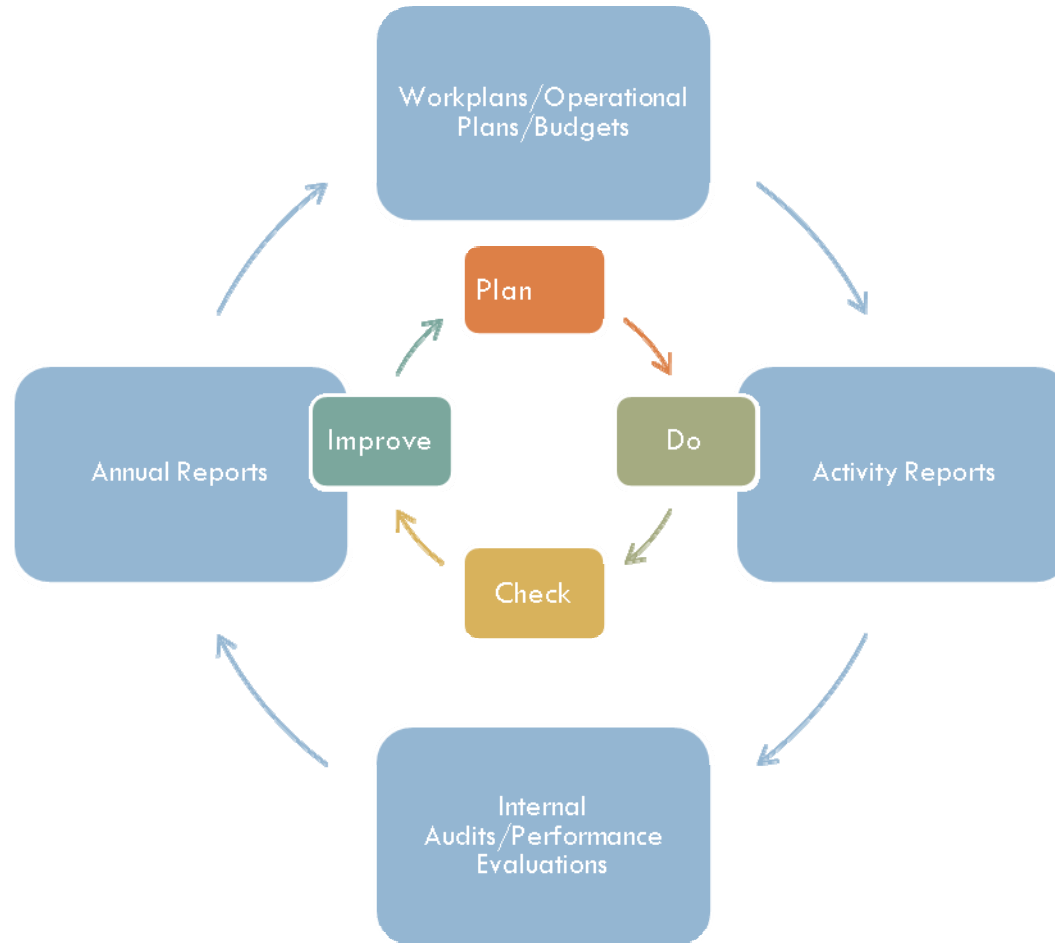 Workplans/Operational
Plans/Budgets
Plan
Improve
Do
Annual Reports
Activity Reports
Check
Internal
Audits/Performance
Evaluations